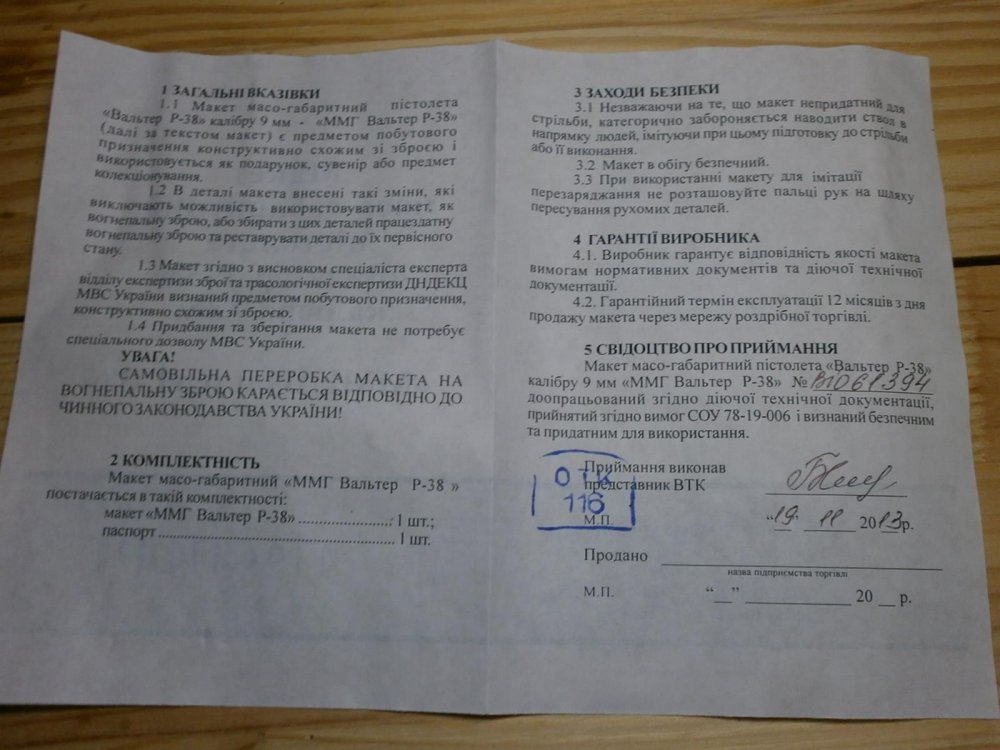 1 ЗАГАЛЬНІ ВКАЗІВКИ
1.1 Макет масо-габаритний пістолета
«Вальтер Р-38» калібру 9 мм - «ММГ Вальтер Р-38»
(далі за текстом макет) є предметом побутового
призначення конструктивно схожим зі зброєю і
використовується як подарунок, сувенір або предмет
колекціонування.
1.2 В деталі макета внесені такі зміни, які
виключають можливість використовувати макет, як
вогнепальну зброю, або збирати з цих деталей працездатну
вогнепальну зброю та реставрувати деталі до їх первісного
стану.
1.3 Макет згідно з висновком спеціаліста експерта
відділу експертизи зброї та трасологічної експертизи ДНДЕКЦ
МВС України визнаний предметом побутового призначення,
конструктивно схожим зі зброєю.
1.4 Придбання та зберігання макета не потребує
спеціального дозволу МВС України.
УВАГА!
САМОВІЛЬНА ПЕРЕРОБКА МАКЕТА НА
ВОГНЕПАЛЬНУ ЗБРОЮ КАРАЄТЬСЯ ВІДПОВІДНО ДО
ЧИННОГО ЗАКОНОДАВСТВА УКРАЇНИ!
2 КОМПЛЕКТНІСТЬ
Макет масо-габаритний «ММГ Вальтер Р-38 »
постачається в такій комплектності:
макет «ММГ Вальтер Р-38» ....................: 1 шт.;
паспорт .................................................... 1 шт.
3 ЗАХОДИ БЕЗПЕКИ
3.1 Незважаючи на те, що макет непридатний для
стрільби, категорично забороняється наводити ствол в
напрямку людей, імітуючи при цьому підготовку до стрільби
або її виконання.
3.2 Макет в обігу безпечний.
3.3 При використанні макету для імітації
перезаряджання не розташовуйте пальці рук на шляху
пересування рухомих деталей.
4 ГАРАНТІЇ ВИРОБНИКА
4.1. Виробник гарантує відповідність якості макета
вимогам нормативних документів та діючої технічної
документації.
4.2. Гарантійний термін експлуатації 12 місяців з дня
продажу макета через мережу роздрібної торгівлі.
5 СВІДОЦТВО ПРО ПРИЙМАННЯ
Макет масо-габаритний пістолета «Вальтер Р-38»
калібру 9 мм «ММГ Вальтер Р-38» № 061394
доопрацьований згідно діючої технічної документації,
прийнятий згідно вимог СОУ 78-19-006 і визнаний безпечним
та придатним для використання.
Приймання виконав
представник ВТК
ОТК
116
М.П.
“19” 11 2013р.
Продано
назва підприємства торгівлі
М.П. “__” ____________ 20 __ р.